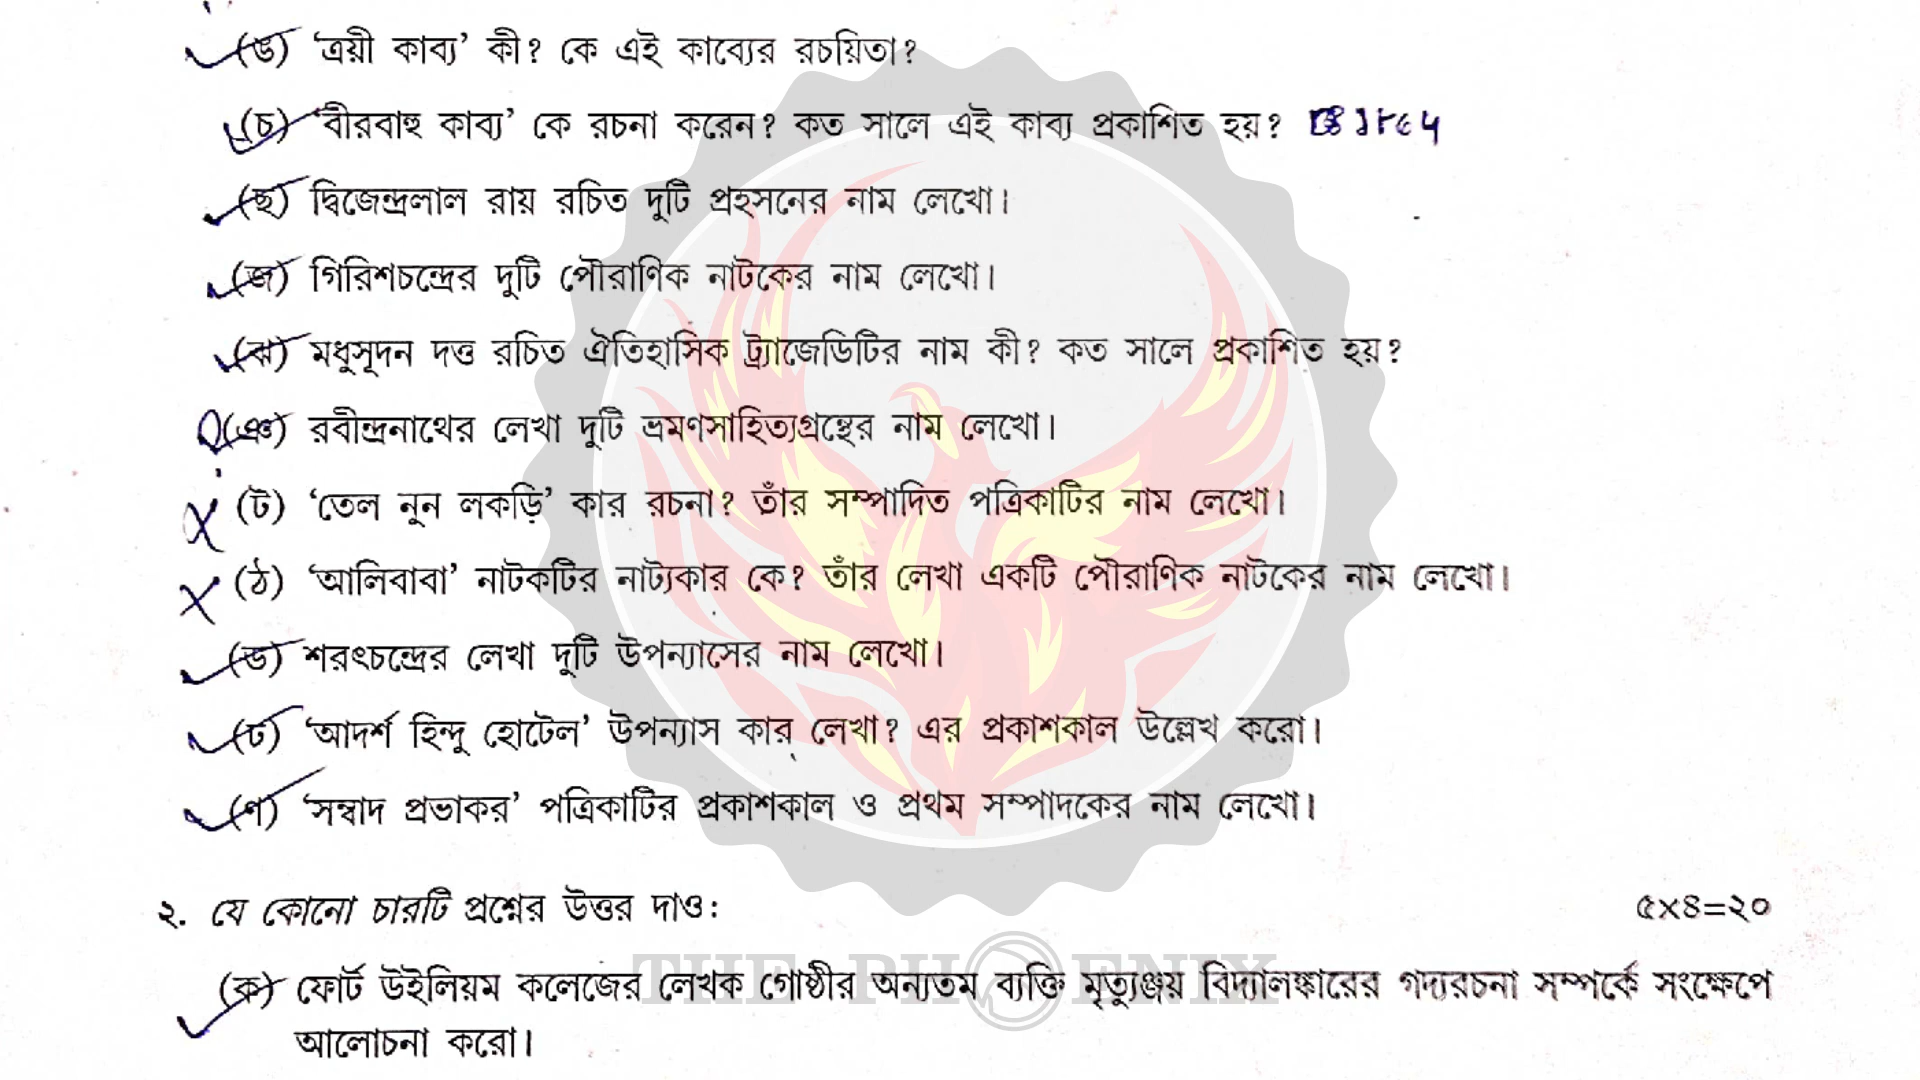 (ঙ) ‘ত্রয়ী কাব্য’ কী? কে এই কাব্যের রচয়িতা?
(চ) ‘বীরবাহু কাব্য’ কে রচনা করেন? কত সালে এই কাব্য প্রকাশিত হয়?
(ছ) দ্বিজেন্দ্রলাল রায় রচিত দুটি প্রহসনের নাম লেখো।
(জ) গিরিশচন্দ্রের দুটি পৌরাণিক নাটকের নাম লেখো।
(ঝ) মধুসূদন দত্ত রচিত ঐতিহাসিক ট্র্যাজেডিটির নাম কী? কত সালে প্রকাশিত হয়?
(ঞ) রবীন্দ্রনাথের লেখা দুটি ভ্রমণসাহিত্যগ্রন্থের নাম লেখো।
(ট) ‘তেল নুন লকড়ি’ কার রচনা? তাঁর সম্পাদিত পত্রিকাটির নাম লেখো।
(ঠ) ‘আলিবাবা’ নাটকটির নাট্যকার কে? তাঁর লেখা একটি পৌরাণিক নাটকের নাম লেখো।
(ড) শরৎচন্দ্রের লেখা দুটি উপন্যাসের নাম লেখো।
(ঢ) ‘আদর্শ হিন্দু হোটেল’ উপন্যাস কার লেখা? এর প্রকাশকাল উল্লেখ করো।
(ণ) ‘সম্বাদ প্রভাকর’ পত্রিকাটির প্রকাশকাল ও প্রথম সম্পাদকের নাম লেখো।
২. যে কোনো চারটি প্রশ্নের উত্তর দাও: ৫×৪=২০
THE PHOENIX
(ক) ফোর্ট উইলিয়ম কলেজের লেখক গোষ্ঠীর অন্যতম ব্যক্তি মৃত্যুঞ্জয় বিদ্যালঙ্কারের গদ্যরচনা সম্পর্কে সংক্ষেপে
আলোচনা করো।